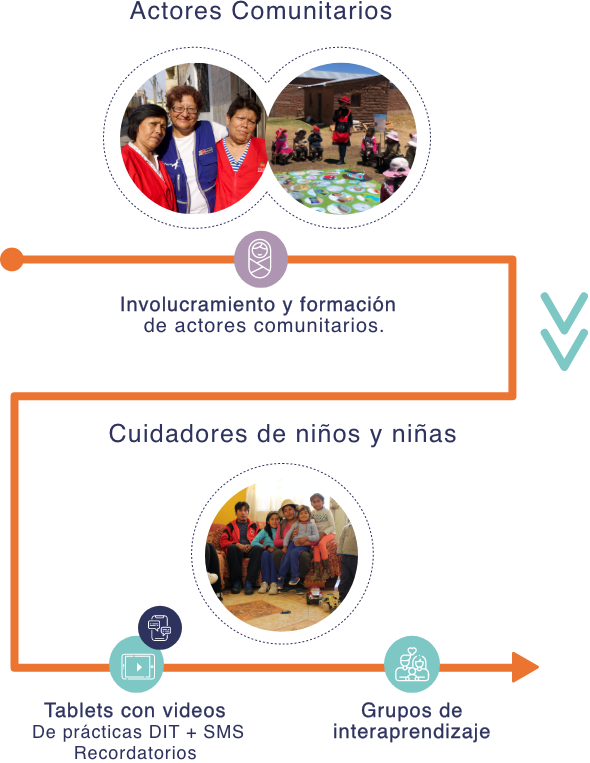 Actores Comunitarios
Involucramiento y formación
de actores comunitarios.
Cuidadores de niños y niñas
Tablets con videos
De prácticas DIT + SMS
Recordatorios
Grupos de
interaprendizaje